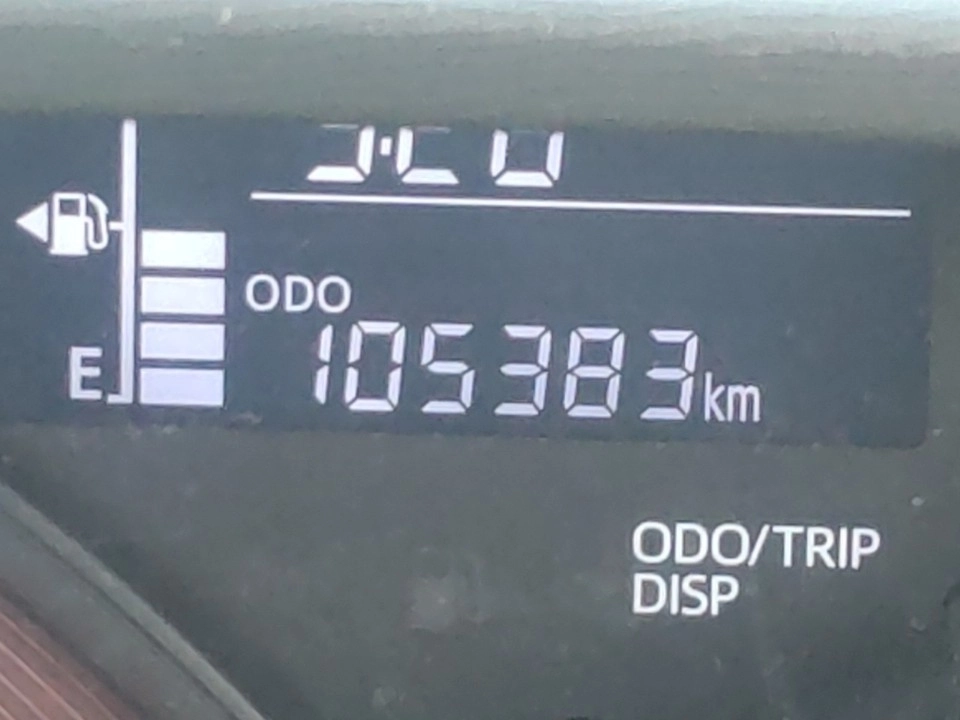 ODO
105383km
E
ODO/TRIP
DISP